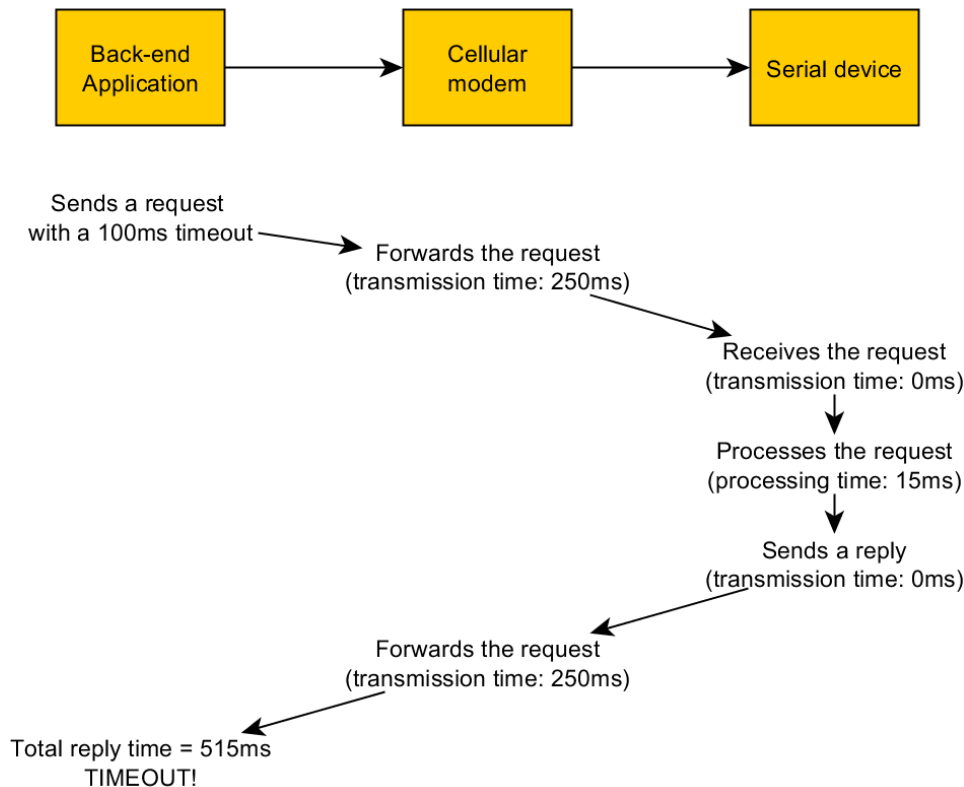 Back-end
Application
Cellular
modem
Serial device
Sends a request
with a 100ms timeout
Forwards the request
(transmission time: 250ms)
Receives the request
(transmission time: 0ms)
Processes the request
(processing time: 15ms)
Sends a reply
(transmission time: 0ms)
Forwards the request
(transmission time: 250ms)
Total reply time = 515ms
TIMEOUT!